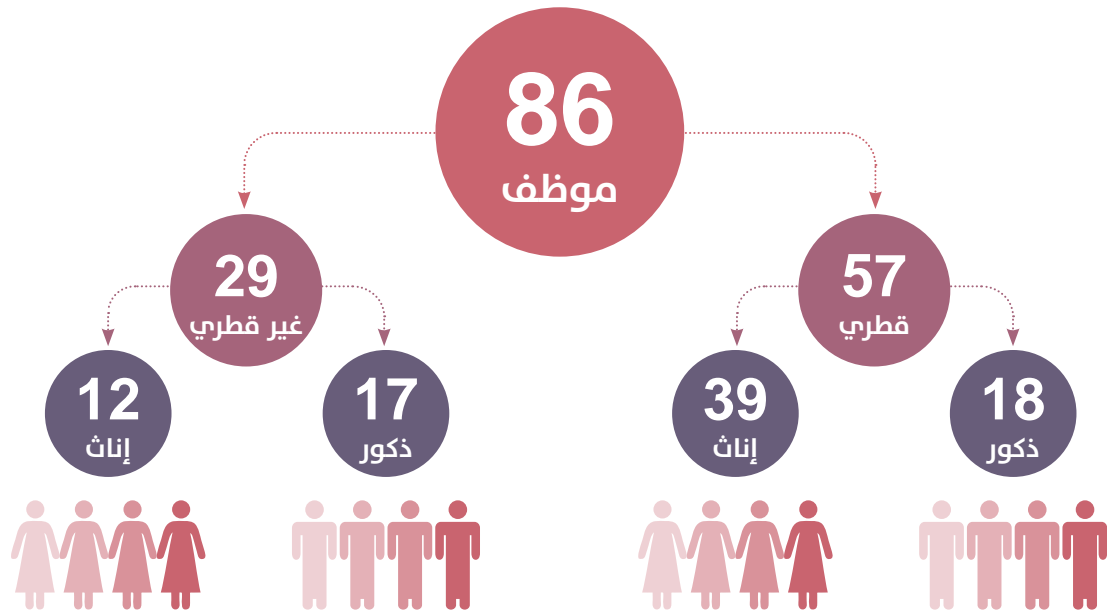 86
موظف
57
قطري
29
غير قطري
18
ذكور
39
إناث
17
ذكور
12
إناث